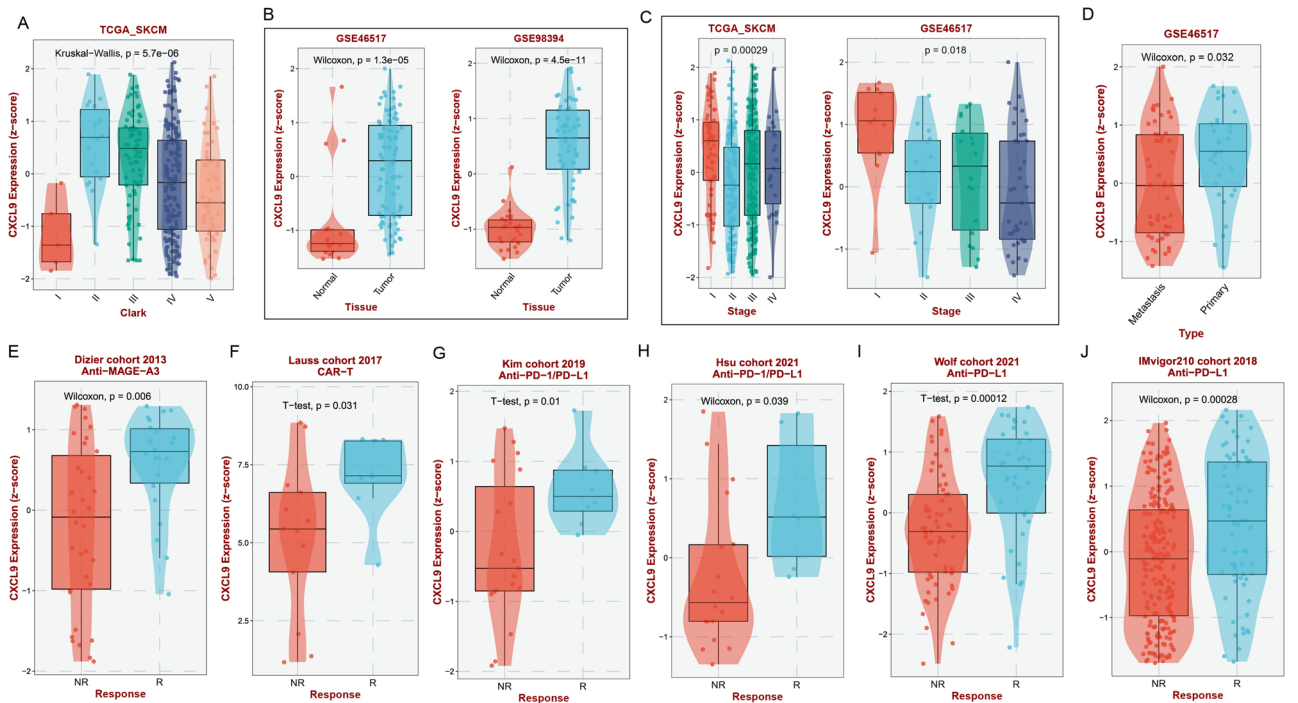 A
TCGA_SKCM
Kruskal−Wallis, p = 5.7e−06
CXCL9 Expression (z−score)
2
1
0
−1
−2
I
II
III
IV
V
Clark
B
GSE46517
Wilcoxon, p = 1.3e−05
CXCL9 Expression (z−score)
2
1
0
−1
Normal
Tumor
Tissue
GSE98394
Wilcoxon, p = 4.5e−11
CXCL9 Expression (z−score)
2
1
0
−1
Normal
Tumor
Tissue
C
TCGA_SKCM
p = 0.00029
CXCL9 Expression (z−score)
2
1
0
−1
−2
I
II
III
IV
Stage
GSE46517
p = 0.018
CXCL9 Expression (z−score)
2
1
0
−1
I
II
III
IV
Stage
D
GSE46517
Wilcoxon, p = 0.032
CXCL9 Expression (z−score)
2
1
0
−1
Metastasis
Primary
Type
E
Dizier cohort 2013
Anti−MAGE−A3
Wilcoxon, p = 0.006
CXCL9 Expression (z−score)
1
0
−1
−2
NR
R
Response
F
Lauss cohort 2017
CAR−T
T−test, p = 0.031
CXCL9 Expression (z−score)
10.0
7.5
5.0
2.5
NR
R
Response
G
Kim cohort 2019
Anti−PD−1/PD−L1
T−test, p = 0.01
CXCL9 Expression (z−score)
2
1
0
−1
−2
NR
R
Response
H
Hsu cohort 2021
Anti−PD−1/PD−L1
Wilcoxon, p = 0.039
CXCL9 Expression (z−score)
2
1
0
−1
NR
R
Response
I
Wolf cohort 2021
Anti−PD−L1
T−test, p = 0.00012
CXCL9 Expression (z−score)
2
1
0
−1
−2
NR
R
Response
J
IMvigor210 cohort 2018
Anti−PD−L1
Wilcoxon, p = 0.00028
CXCL9 Expression (z−score)
2
1
0
−1
NR
R
Response